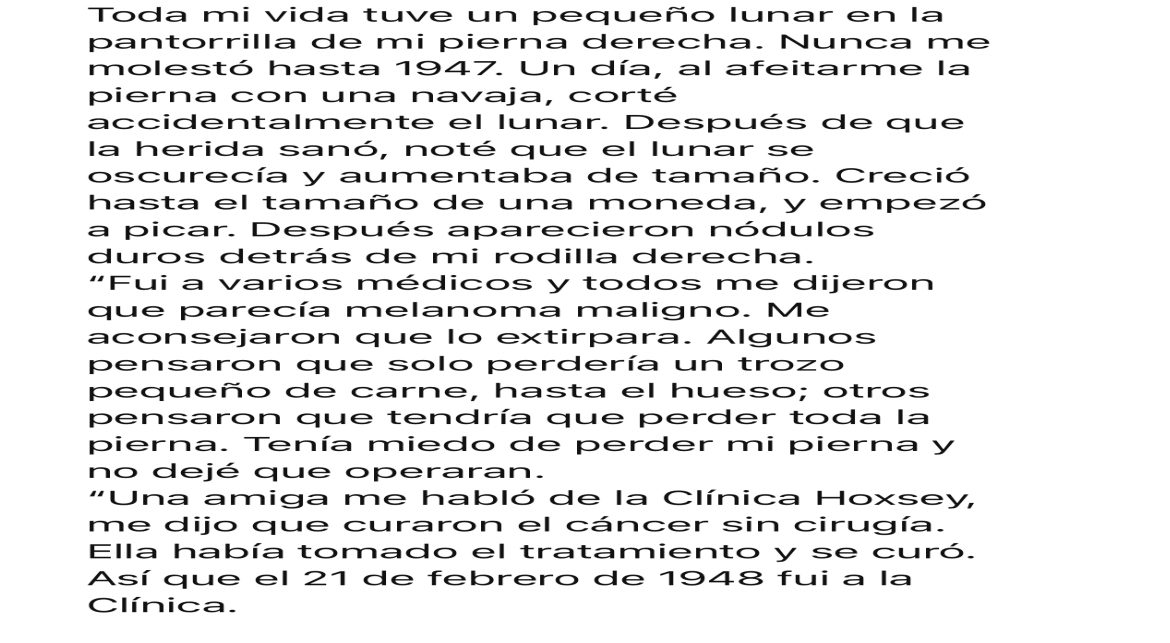 Toda mi vida tuve un pequeño lunar en la
pantorrilla de mi pierna derecha. Nunca me
molestó hasta 1947. Un día, al afeitarme la
pierna con una navaja, corté
accidentalmente el lunar. Después de que
la herida sanó, noté que el lunar se
oscurecía y aumentaba de tamaño. Creció
hasta el tamaño de una moneda, y empezó
a picar. Después aparecieron nódulos
duros detrás de mi rodilla derecha.
“Fui a varios médicos y todos me dijeron
que parecía melanoma maligno. Me
aconsejaron que lo extirpara. Algunos
pensaron que solo perdería un trozo
pequeño de carne, hasta el hueso; otros
pensaron que tendría que perder toda la
pierna. Tenía miedo de perder mi pierna y
no dejé que operaran.
“Una amiga me habló de la Clínica Hoxsey,
me dijo que curaron el cáncer sin cirugía.
Ella había tomado el tratamiento y se curó.
Así que el 21 de febrero de 1948 fui a la
Clínica.